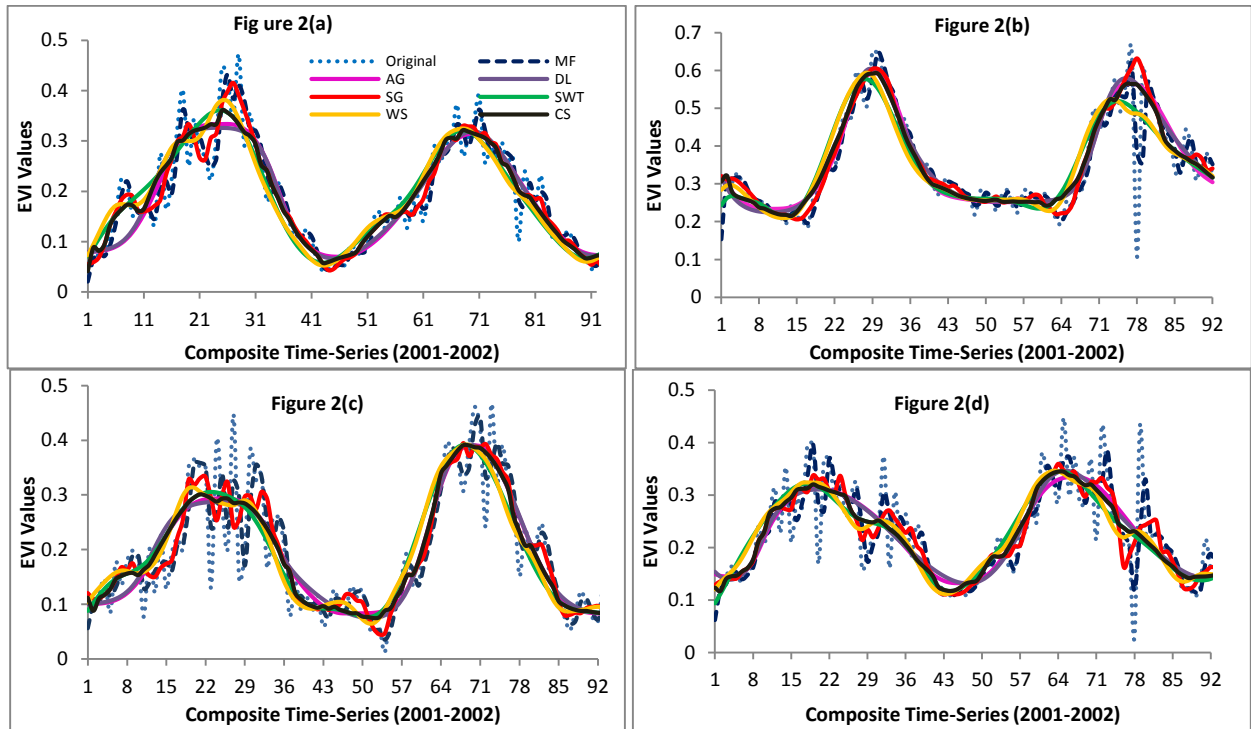 Fig ure 2(a)
0.5
0.4
0.3
0.2
0.1
0
EVI Values
Original
MF
AG
DL
SG
SWT
WS
CS
1 11 21 31 41 51 61 71 81 91
Composite Time-Series (2001-2002)
Figure 2(b)
0.7
0.6
0.5
0.4
0.3
0.2
0.1
0
EVI Values
1 8 15 22 29 36 43 50 57 64 71 78 85 92
Composite Time-Series (2001-2002)
Figure 2(c)
0.5
0.4
0.3
0.2
0.1
0
EVI Values
1 8 15 22 29 36 43 50 57 64 71 78 85 92
Composite Time-Series (2001-2002)
Figure 2(d)
0.5
0.4
0.3
0.2
0.1
0
EVI Values
1 8 15 22 29 36 43 50 57 64 71 78 85 92
Composite Time-Series (2001-2002)